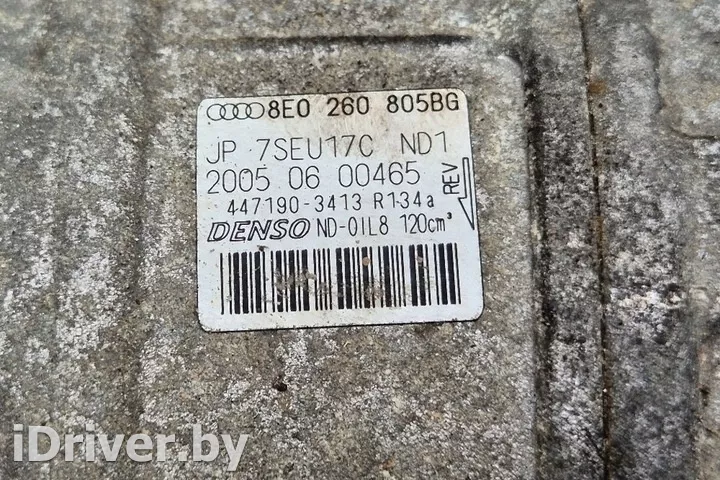 8E0 260 805BG
JP 7SEU17C ND1
2005 06 00465
447190-3413 R134a
REV
DENSO ND-OIL8 120cm³
iDriver.by